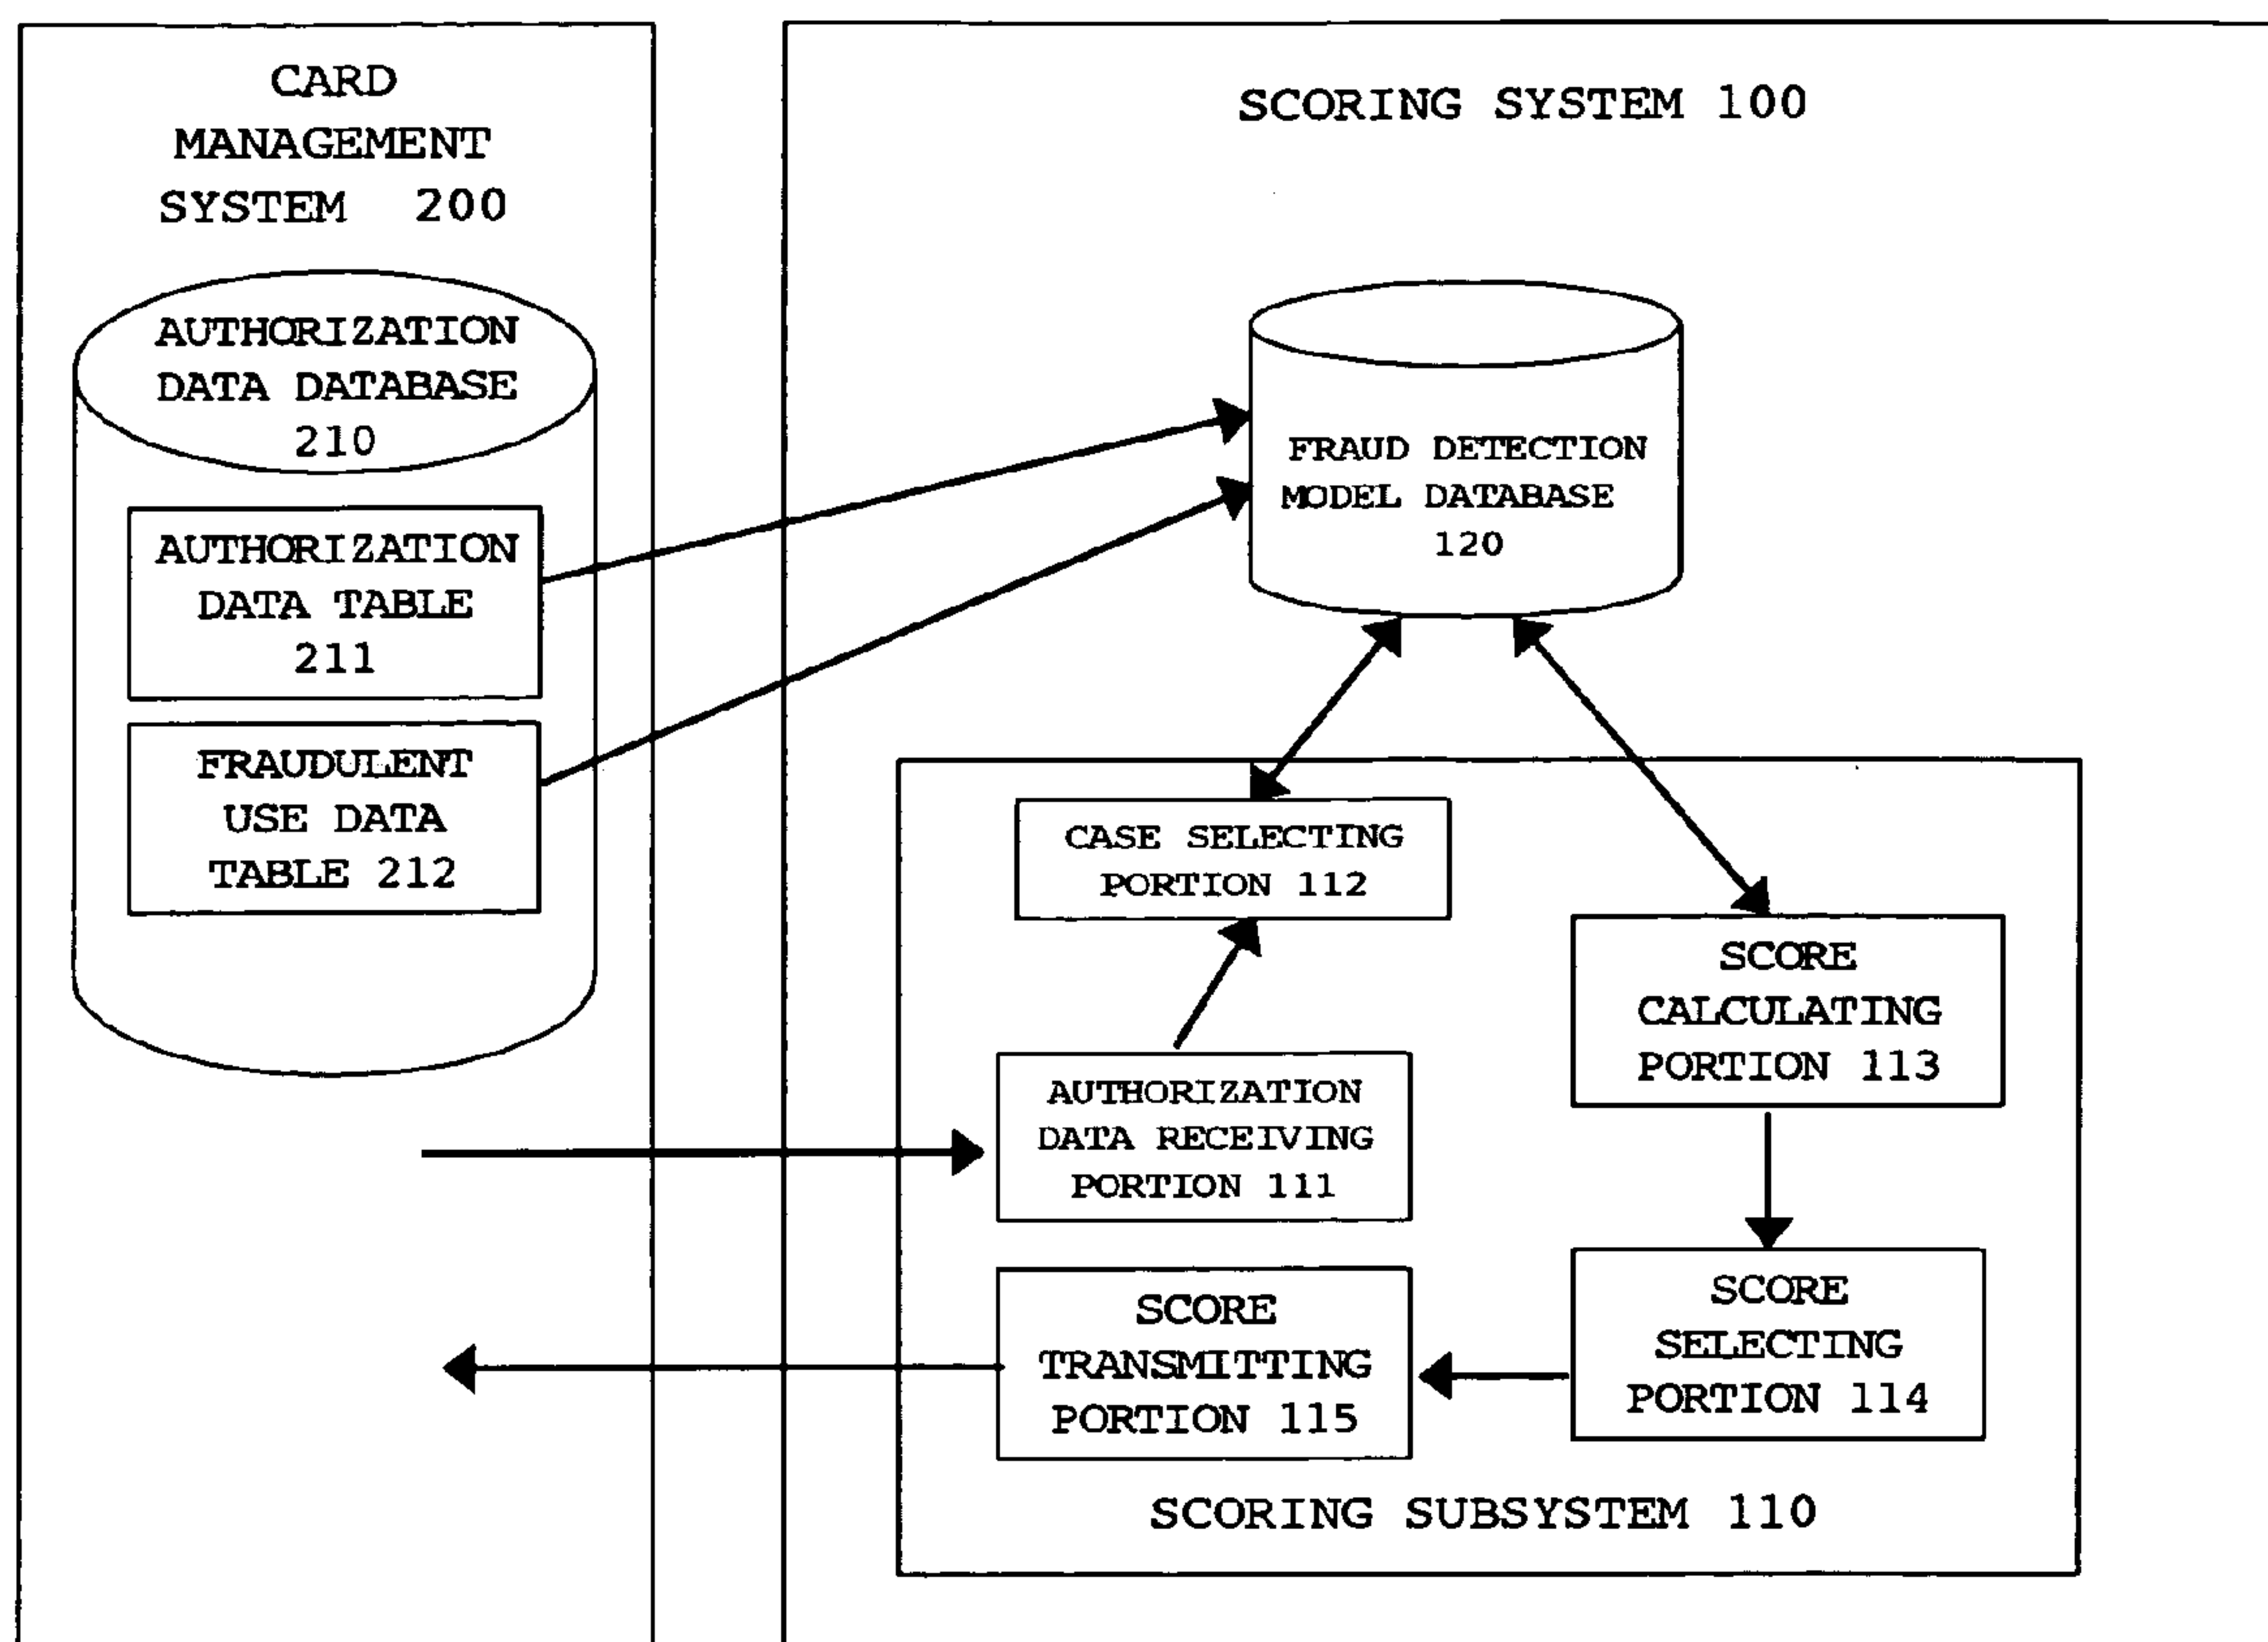 CARD
MANAGEMENT
SYSTEM 200
AUTHORIZATION
DATA DATABASE
210
AUTHORIZATION
DATA TABLE
211
FRAUDULENT
USE DATA
TABLE 212
SCORING SYSTEM 100
FRAUD DETECTION
MODEL DATABASE
120
CASE SELECTING
PORTION 112
SCORE
CALCULATING
PORTION 113
AUTHORIZATION
DATA RECEIVING
PORTION 111
SCORE
TRANSMITTING
PORTION 115
SCORE
SELECTING
PORTION 114
SCORING SUBSYSTEM 110